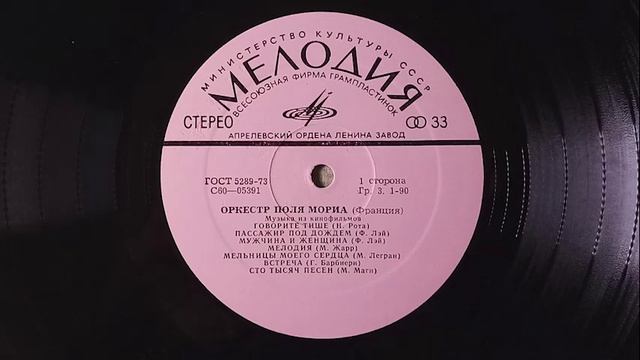 МИНИСТЕРСТВО КУЛЬТУРЫ СССР
МЕЛОДИЯ
ВСЕСОЮЗНАЯ ФИРМА ГРАМПЛАСТИНОК
СТЕРЕО 33
АПРЕЛЕВСКИЙ ОРДЕНА ЛЕНИНА ЗАВОД
ГОСТ 5289-73 1 сторона
С60—05391 Гр. 3. 1-90
ОРКЕСТР ПОЛЯ МОРИА (Франция)
Музыка из кинофильмов
ГОВОРИТЕ ТИШЕ (Н. Рота)
ПАССАЖИР ПОД ДОЖДЕМ (Ф. Лэй)
МУЖЧИНА И ЖЕНЩИНА (Ф. Лэй)
МЕЛОДИЯ (М. Жарр)
МЕЛЬНИЦЫ МОЕГО СЕРДЦА (М. Легран)
ВСТРЕЧА (Г. Барбиери)
СТО ТЫСЯЧ ПЕСЕН (М. Магн)